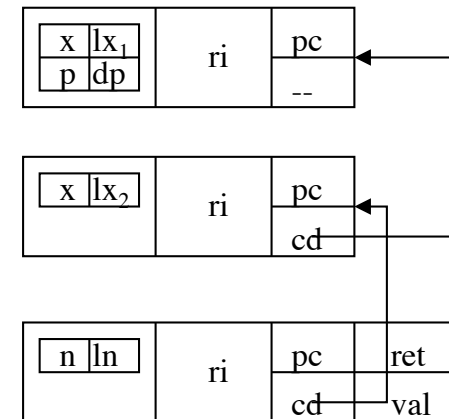 x lx₁ ri pc
p dp --
x lx₂ ri pc
cd
n ln ri pc ret
cd val